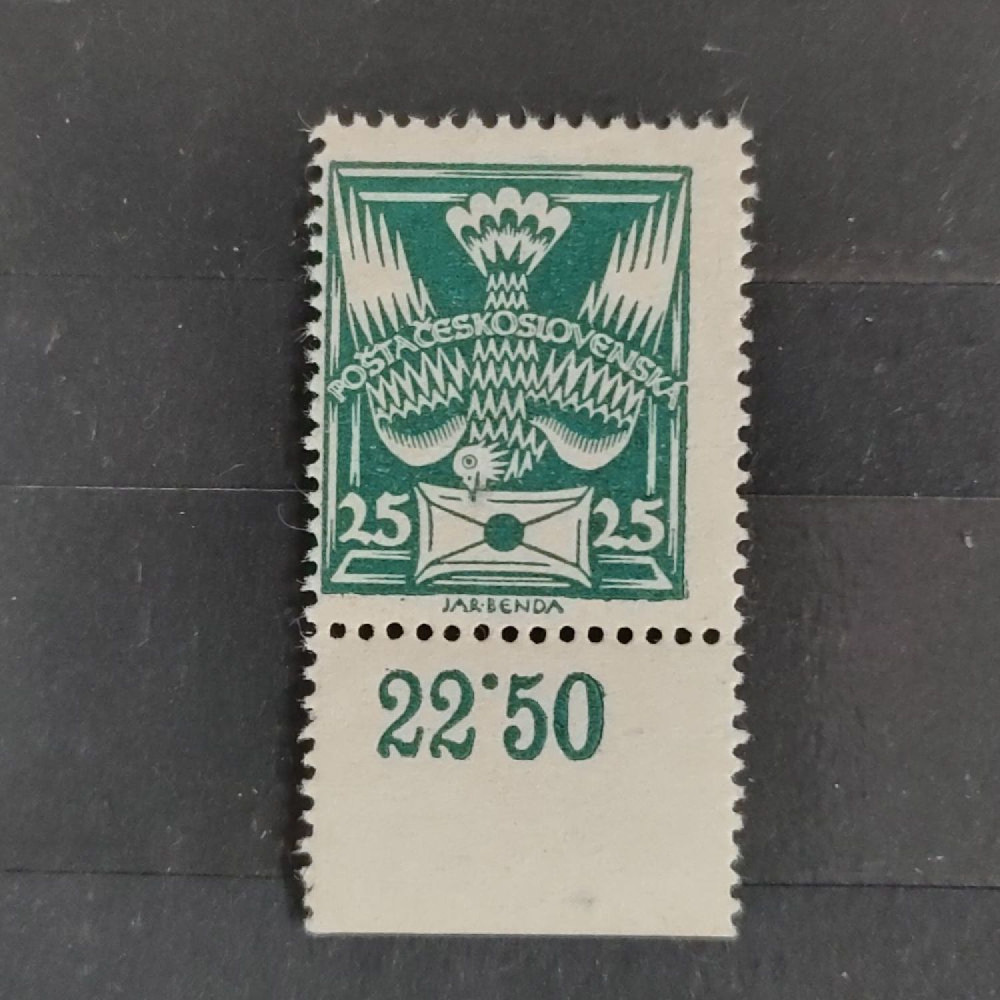 POŠTA ČESKOSLOVENSKÁ
25 25
JAR·BENDA
22·50